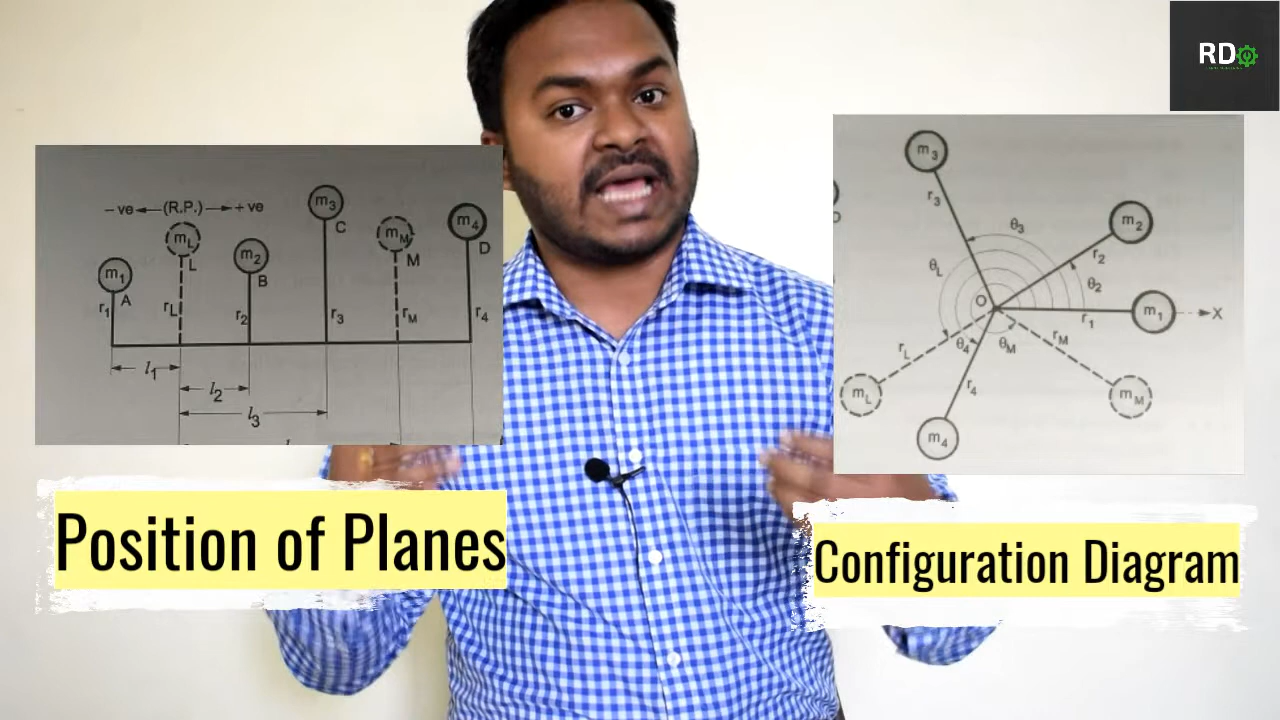 RD
− ve ← (R.P.) → + ve
m3
mL
mM
m4
m2
m1
C
L
M
D
B
A
r1
rL
r2
r3
rM
r4
l1
l2
l3
m3
r3
θ3
m2
r2
θL
θ2
O
m1
X
r1
rL
θ4
θM
rM
r4
mL
mM
m4
Position of Planes
Configuration Diagram